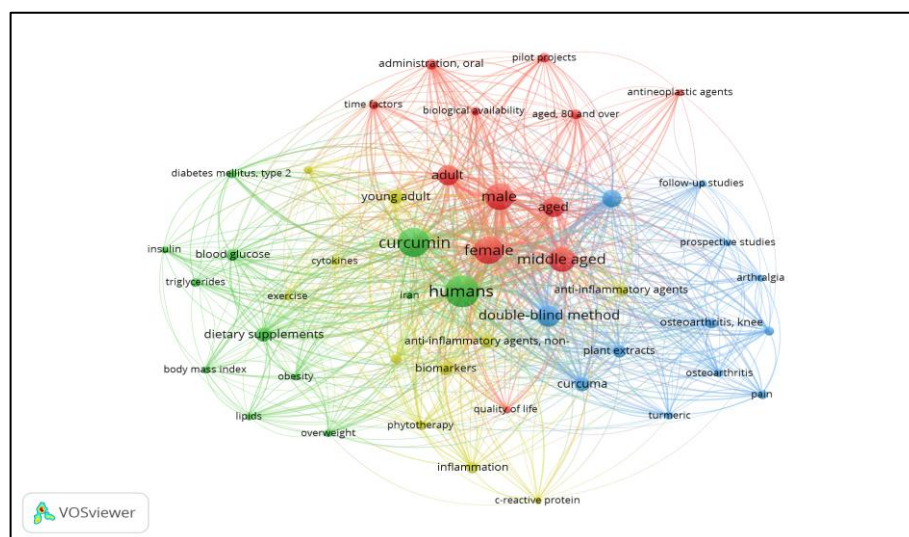 pilot projects
administration, oral
antineoplastic agents
time factors
biological availability
aged, 80 and over
diabetes mellitus, type 2
adult
follow-up studies
young adult
male
aged
curcumin
female
prospective studies
insulin
blood glucose
cytokines
middle aged
arthralgia
triglycerides
humans
anti-inflammatory agents
exercise
iran
double-blind method
osteoarthritis, knee
dietary supplements
anti-inflammatory agents, non-
plant extracts
body mass index
obesity
biomarkers
curcuma
osteoarthritis
pain
lipids
quality of life
turmeric
overweight
phytotherapy
inflammation
c-reactive protein
VOSviewer